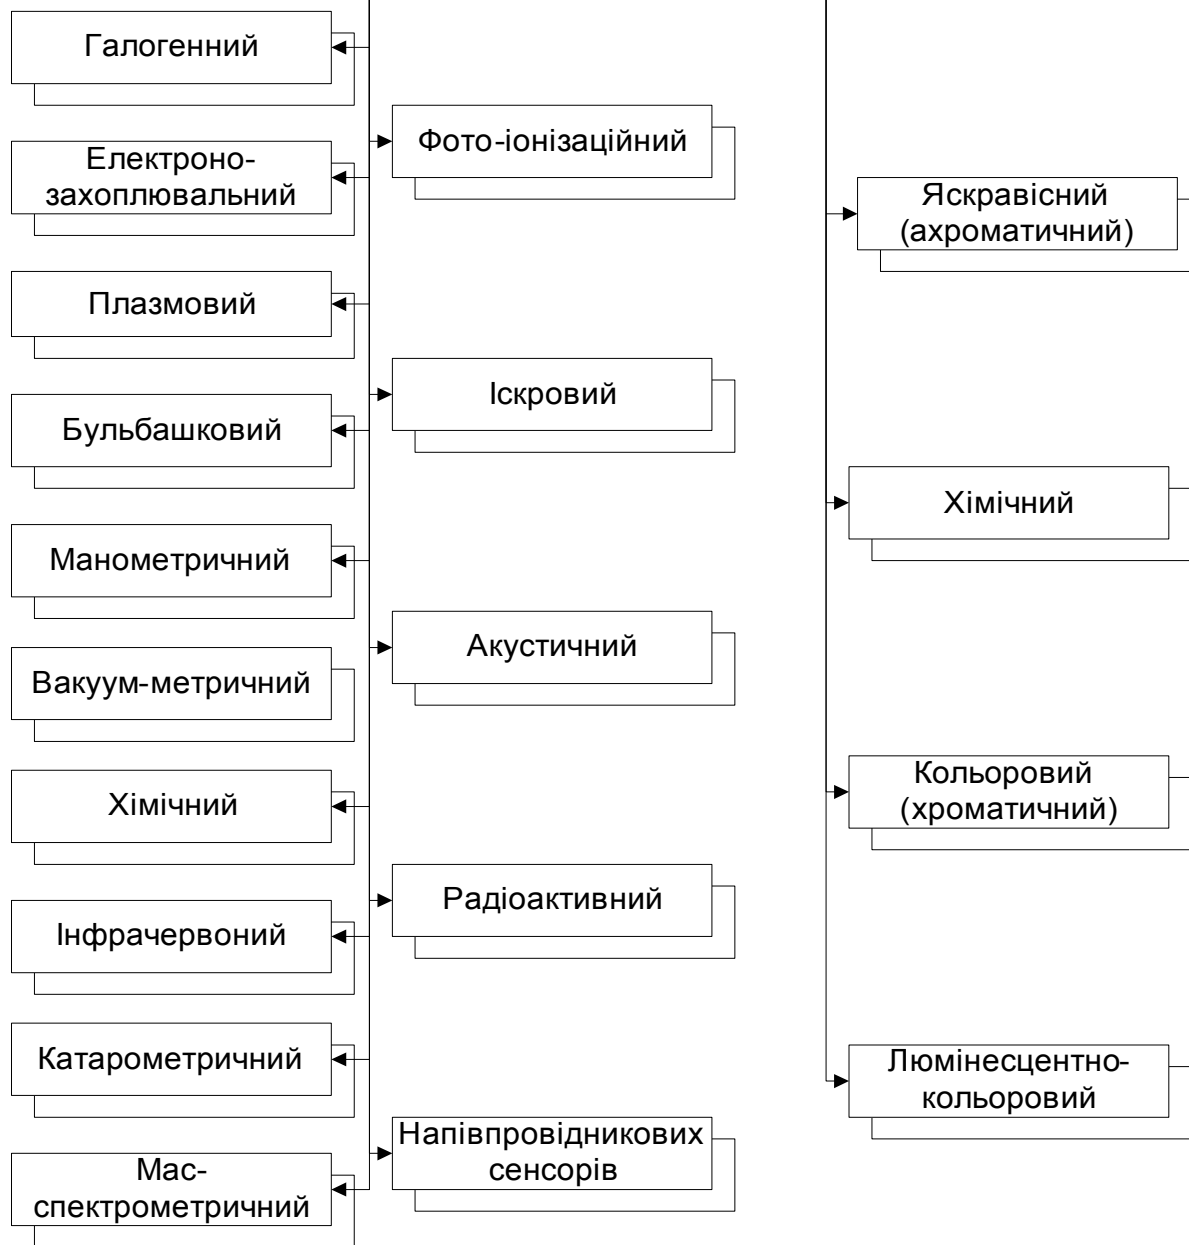 Галогенний
Електроно-
захоплювальний
Плазмовий
Бульбашковий
Манометричний
Вакуум-метричний
Хімічний
Інфрачервоний
Катарометричний
Мас-
спектрометричний
Фото-іонізаційний
Іскровий
Акустичний
Радіоактивний
Напівпровідникових
сенсорів
Яскравісний
(ахроматичний)
Хімічний
Кольоровий
(хроматичний)
Люмінесцентно-
кольоровий